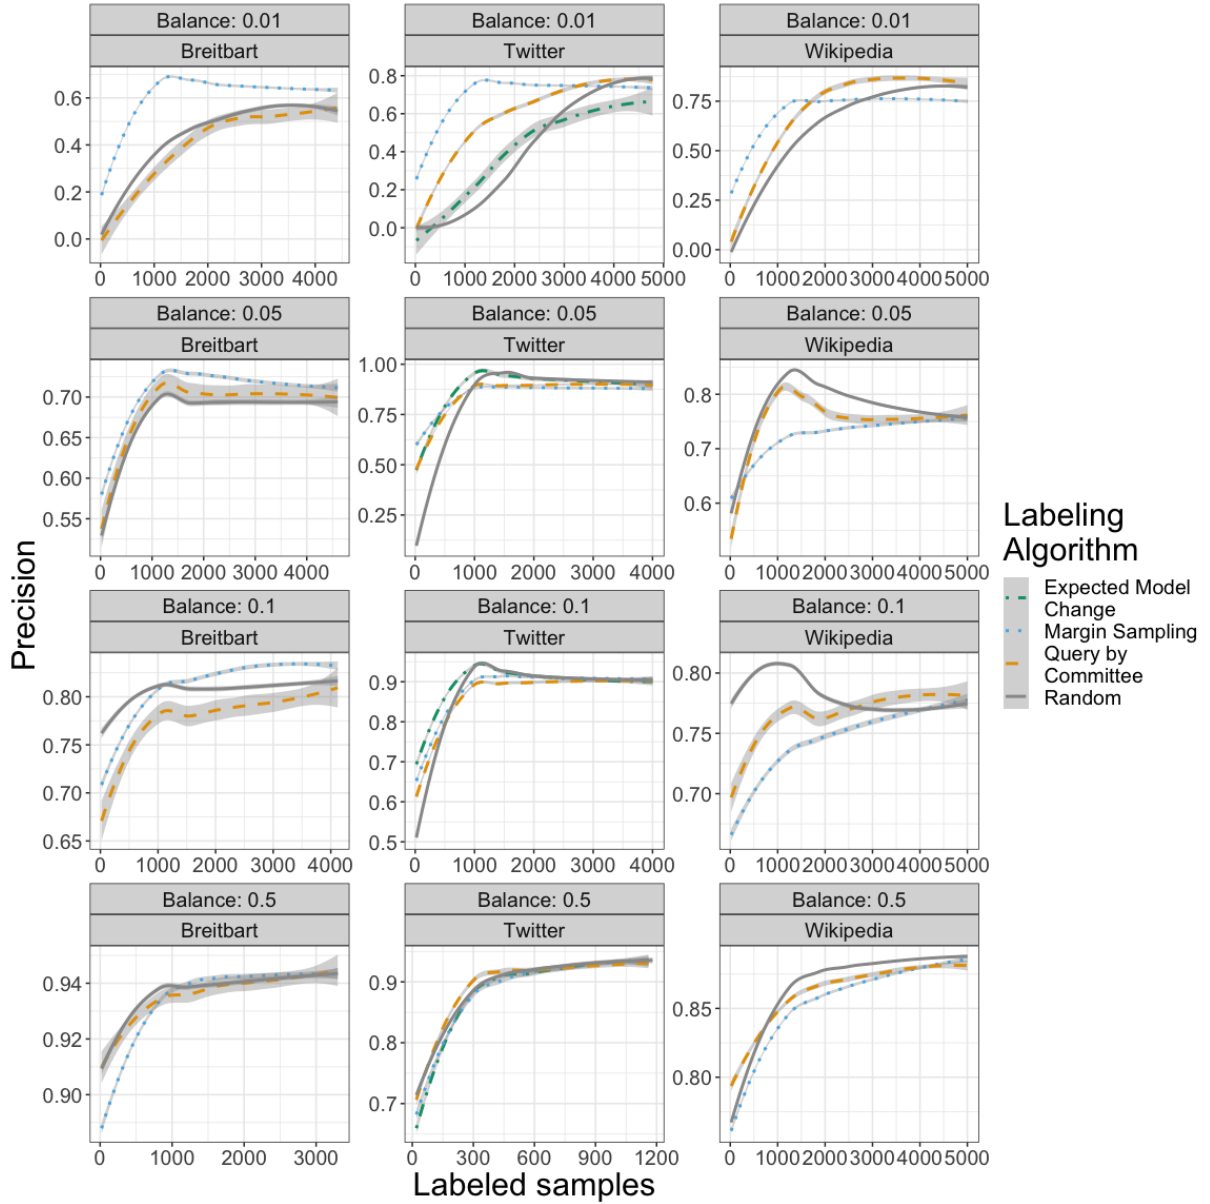 Balance: 0.01
Breitbart
0.6
0.4
0.2
0.0
0 1000 2000 3000 4000
Balance: 0.01
Twitter
0.8
0.6
0.4
0.2
0.0
0 1000 2000 3000 4000 5000
Balance: 0.01
Wikipedia
0.75
0.50
0.25
0.00
0 1000 2000 3000 4000 5000
Balance: 0.05
Breitbart
0.70
0.65
0.60
0.55
0 1000 2000 3000 4000
Balance: 0.05
Twitter
1.00
0.75
0.50
0.25
0 1000 2000 3000 4000
Balance: 0.05
Wikipedia
0.8
0.7
0.6
0 1000 2000 3000 4000 5000
Balance: 0.1
Breitbart
0.80
0.75
0.70
0.65
0 1000 2000 3000 4000
Balance: 0.1
Twitter
0.9
0.8
0.7
0.6
0.5
0 1000 2000 3000 4000
Balance: 0.1
Wikipedia
0.80
0.75
0.70
0 1000 2000 3000 4000 5000
Balance: 0.5
Breitbart
0.94
0.92
0.90
0 1000 2000 3000
Balance: 0.5
Twitter
0.9
0.8
0.7
0 300 600 900 1200
Balance: 0.5
Wikipedia
0.85
0.80
0 1000 2000 3000 4000 5000
Precision
Labeled samples
Labeling
Algorithm
Expected Model
Change
Margin Sampling
Query by
Committee
Random